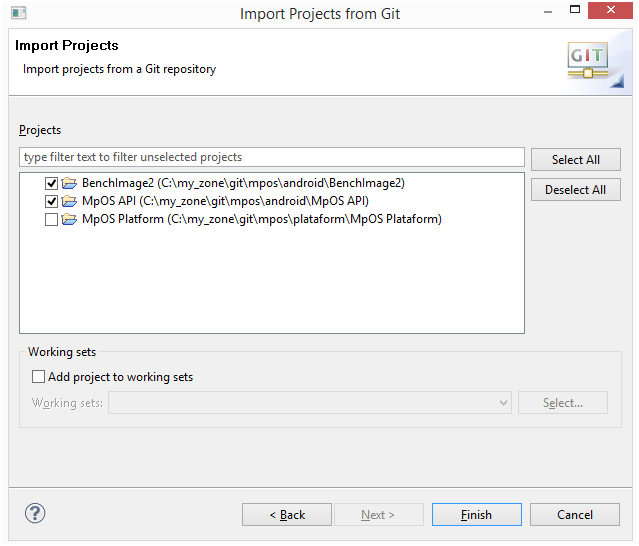 Import Projects from Git
Import Projects
Import projects from a Git repository
GIT
Projects
type filter text to filter unselected projects
Select All
BenchImage2 (C:\my_zone\git\mpos\android\BenchImage2)
Deselect All
MpOS API (C:\my_zone\git\mpos\android\MpOS API)
MpOS Platform (C:\my_zone\git\mpos\plataform\MpOS Plataform)
Working sets
Add project to working sets
Working sets:
Select...
?
< Back
Next >
Finish
Cancel